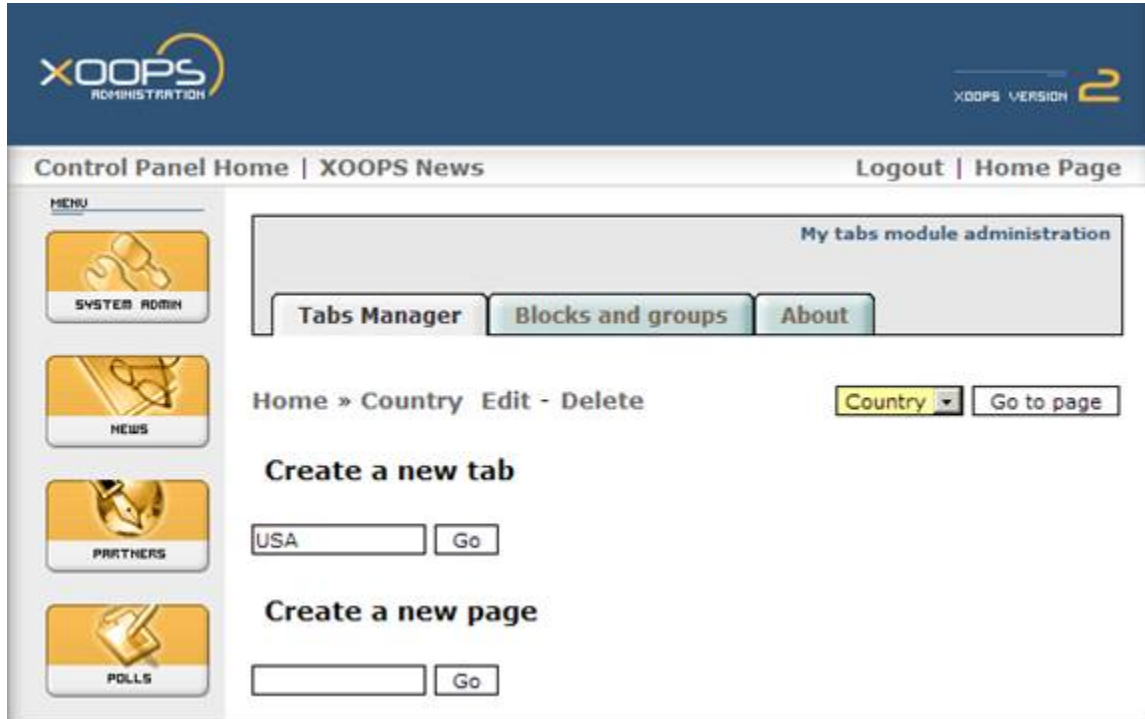 XOOPS
ADMINISTRATION
XOOPS VERSION 2
Control Panel Home | XOOPS News
Logout | Home Page
MENU
SYSTEM ADMIN
NEWS
PARTNERS
POLLS
My tabs module administration
Tabs Manager
Blocks and groups
About
Home » Country Edit - Delete
Country
Go to page
Create a new tab
USA
Go
Create a new page
Go